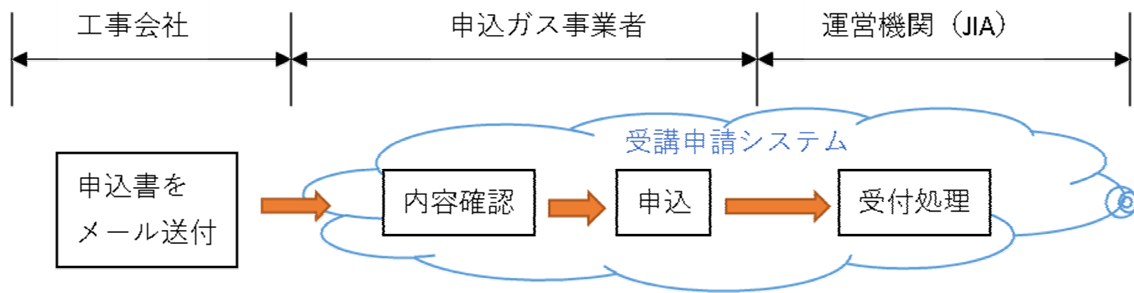 工事会社
申込ガス事業者
運営機関（JIA）
受講申請システム
申込書を
メール送付
内容確認
申込
受付処理